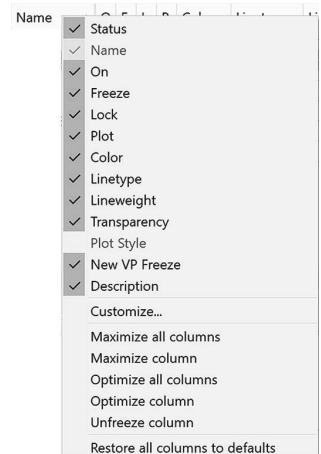 Name
Status
Name
On
Freeze
Lock
Plot
Color
Linetype
Lineweight
Transparency
Plot Style
New VP Freeze
Description
Customize...
Maximize all columns
Maximize column
Optimize all columns
Optimize column
Unfreeze column
Restore all columns to defaults